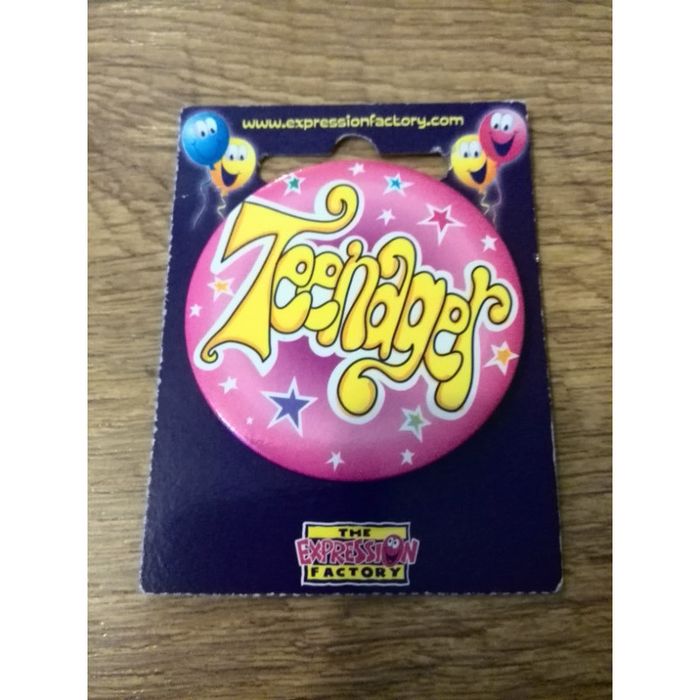 www.expressionfactory.com
Teenager
THE
EXPRESSION
FACTORY